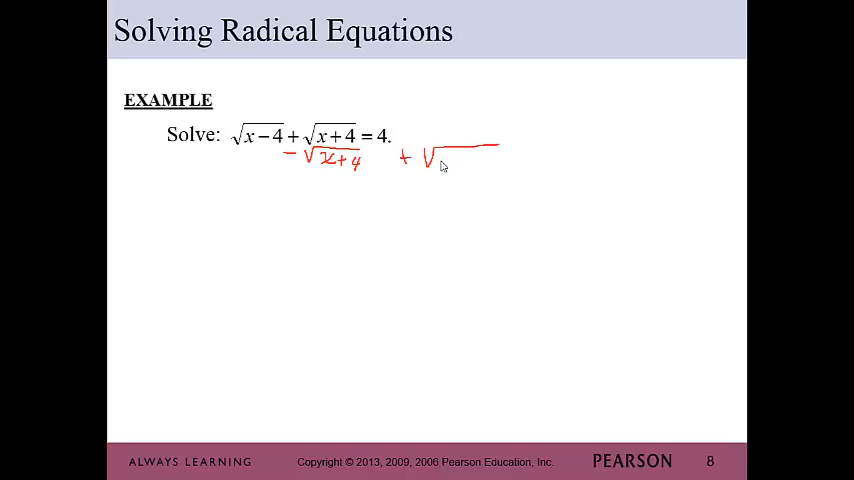 Solving Radical Equations
EXAMPLE
Solve: √x − 4 + √x + 4 = 4.
− √x + 4 + √
ALWAYS LEARNING Copyright © 2013, 2009, 2006 Pearson Education, Inc. PEARSON 8